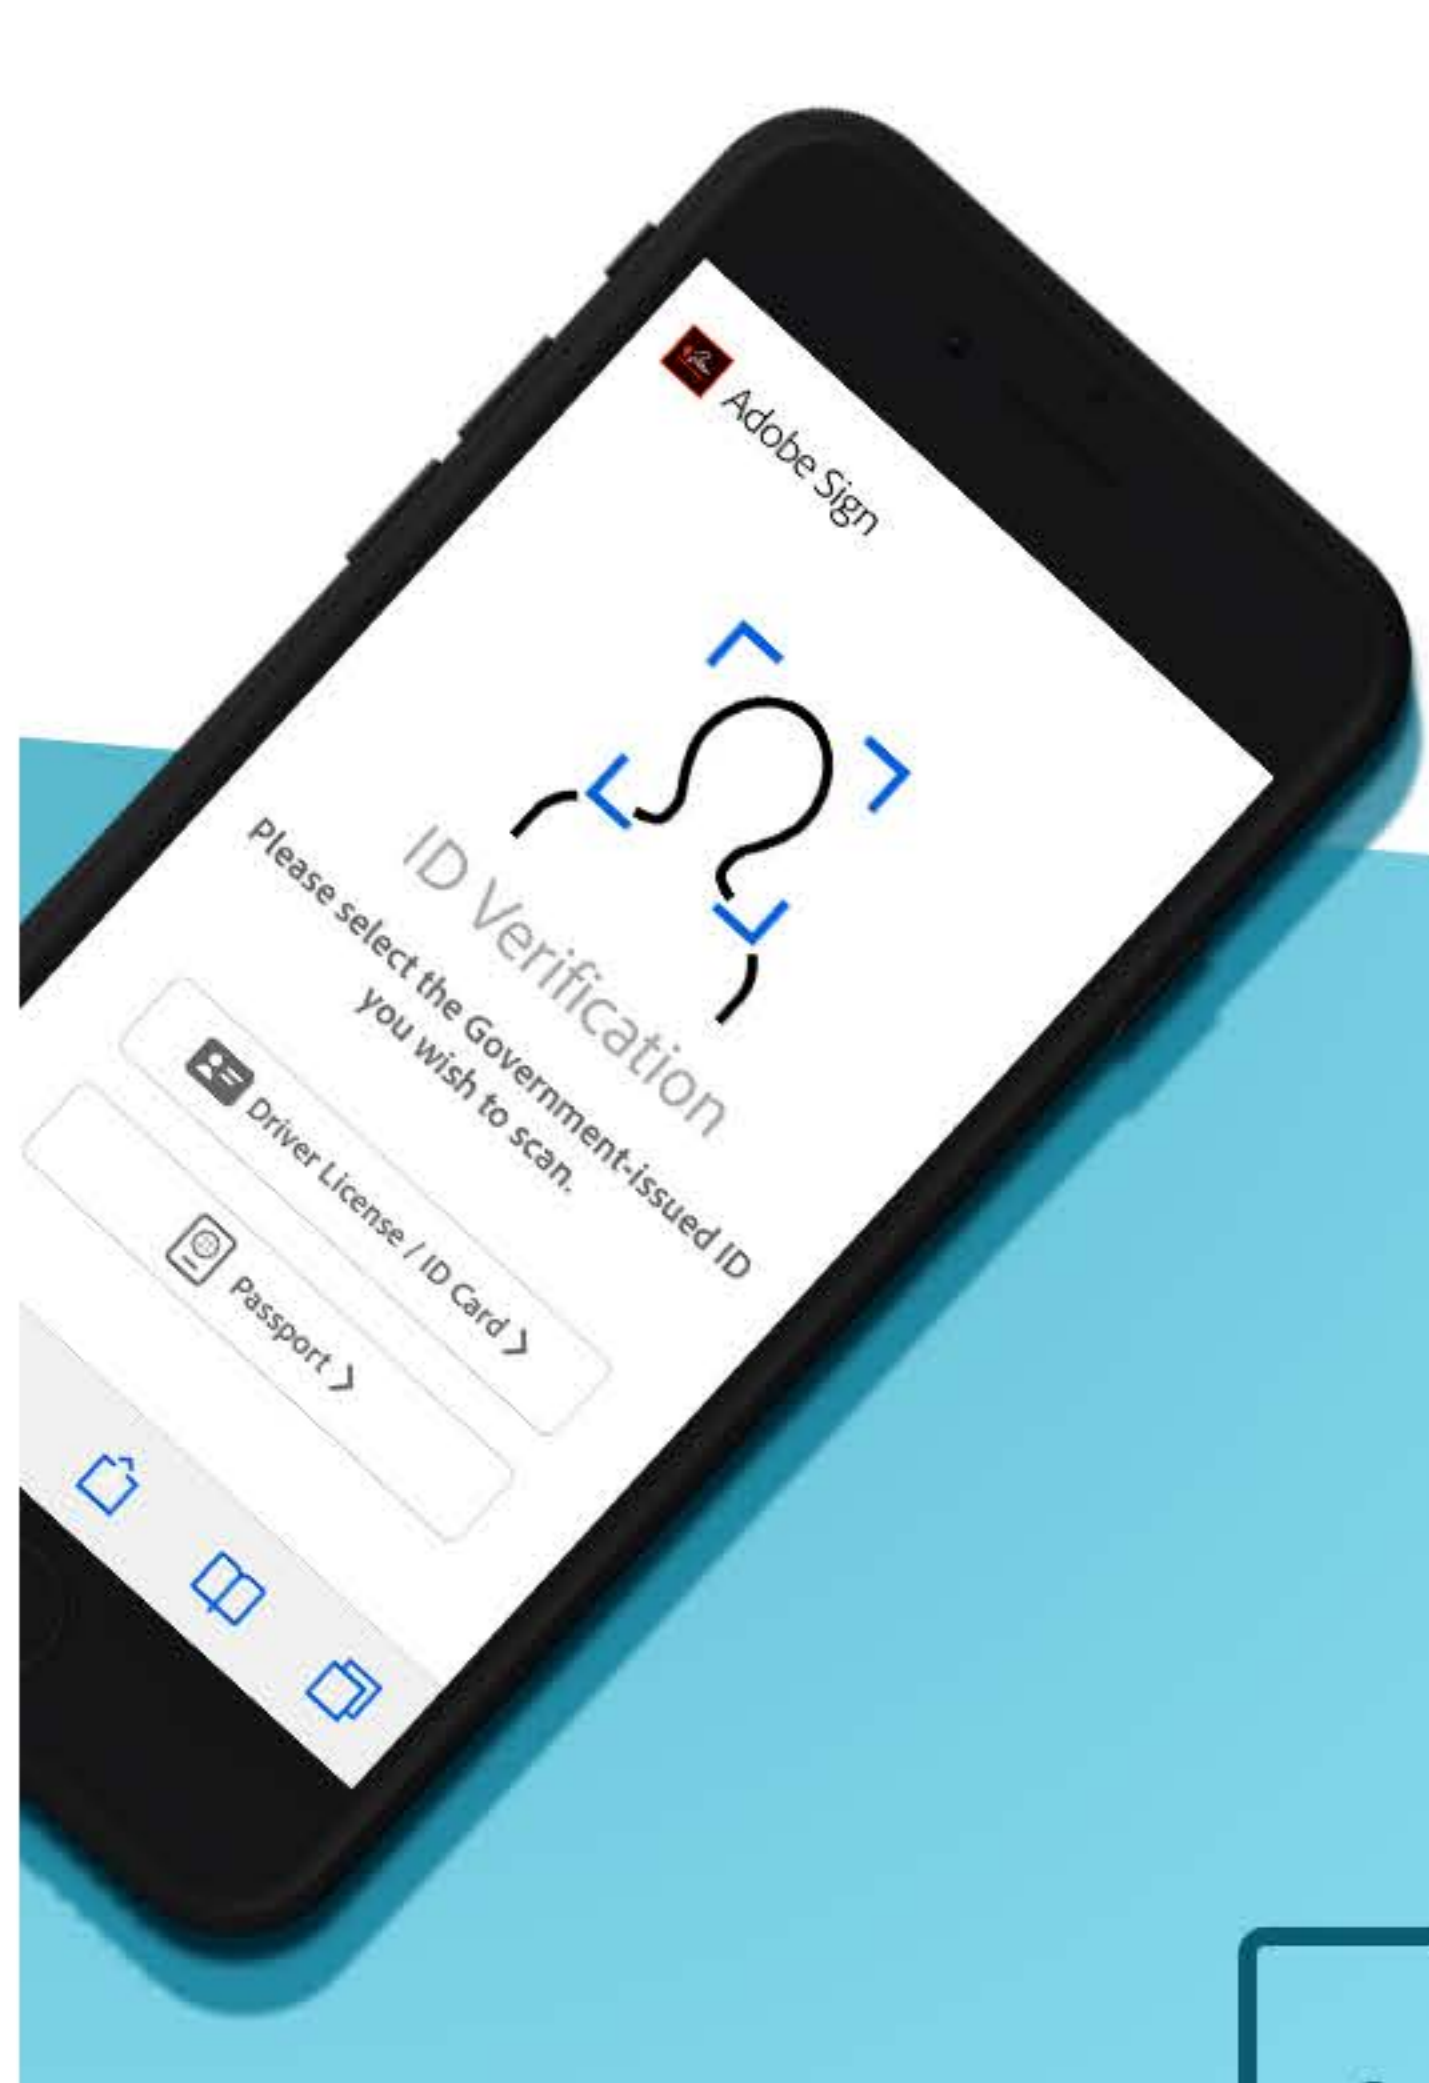 Adobe Sign
ID Verification
Please select the Government-issued ID
you wish to scan.
Driver License / ID Card
Passport